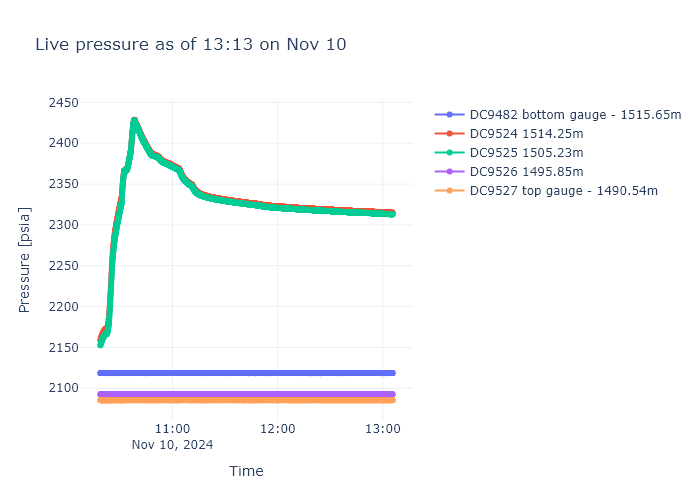 Live pressure as of 13:13 on Nov 10
Pressure [psia]
2450
2400
2350
2300
2250
2200
2150
2100
11:00
Nov 10, 2024
12:00
13:00
Time
DC9482 bottom gauge - 1515.65m
DC9524 1514.25m
DC9525 1505.23m
DC9526 1495.85m
DC9527 top gauge - 1490.54m